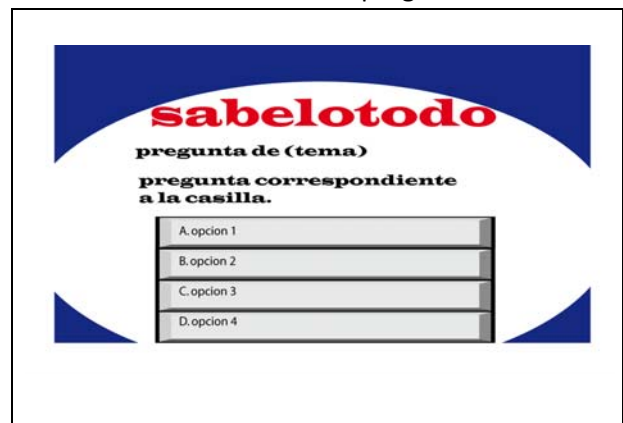 sabelotodo
pregunta de (tema)
pregunta correspondiente
a la casilla.
A. opcion 1
B. opcion 2
C. opcion 3
D. opcion 4